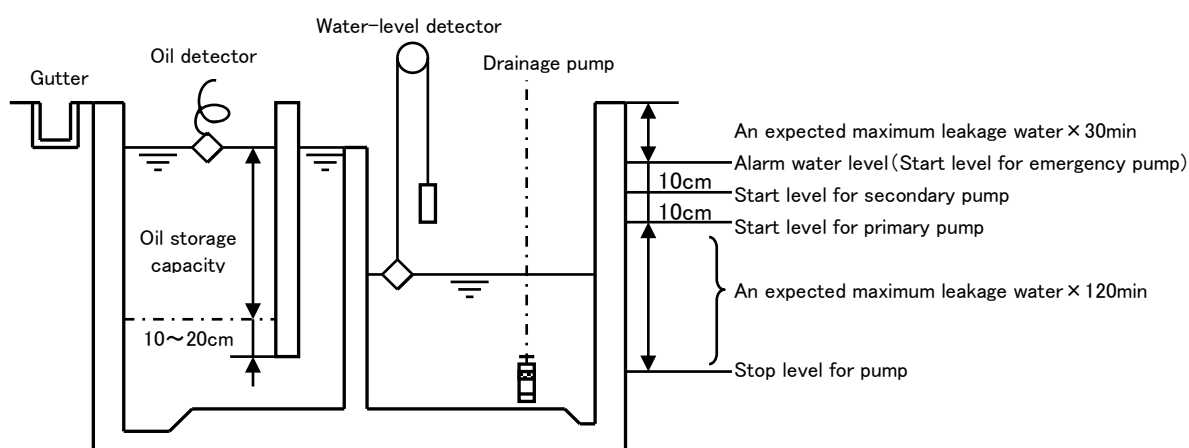 Water-level detector
Oil detector
Drainage pump
Gutter
An expected maximum leakage water×30min
Alarm water level(Start level for emergency pump)
10cm
Start level for secondary pump
10cm
Start level for primary pump
Oil storage
capacity
An expected maximum leakage water×120min
10～20cm
Stop level for pump